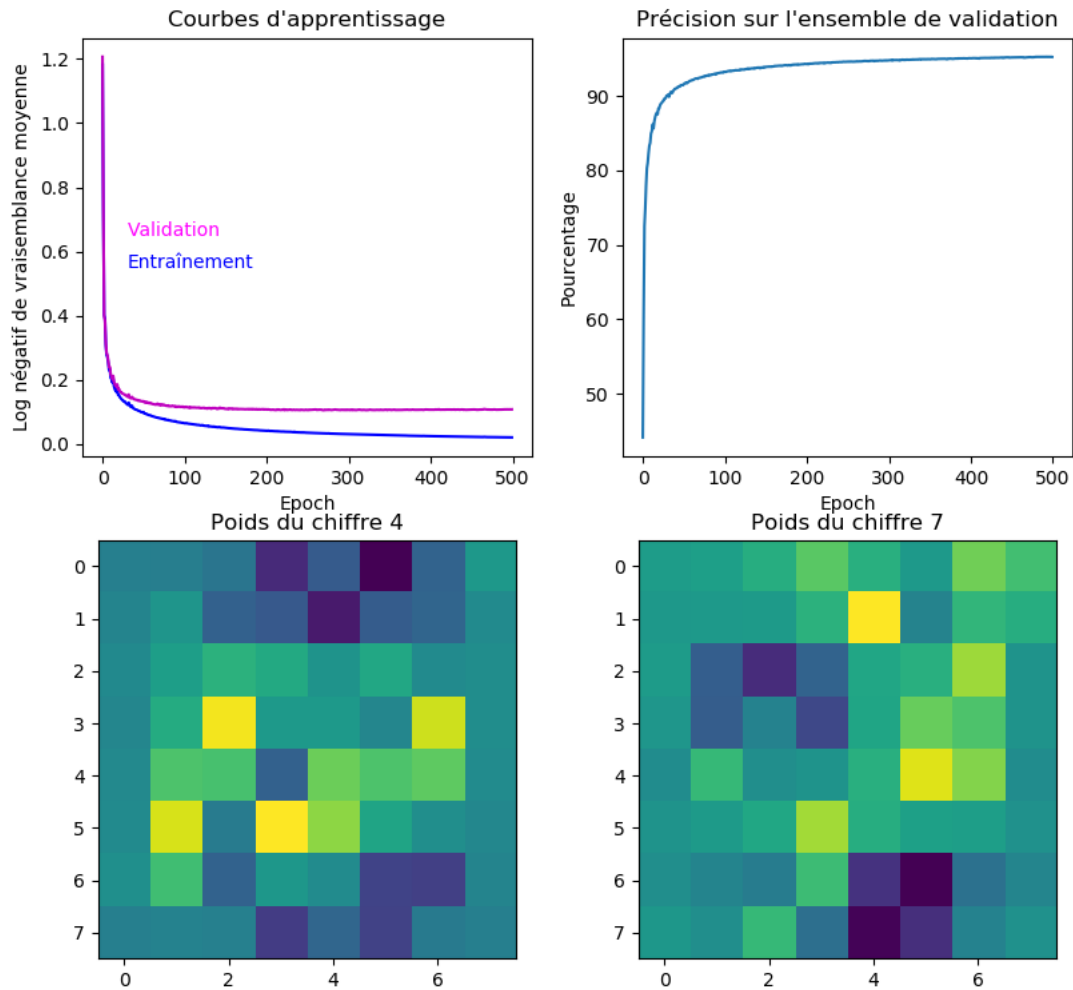 Courbes d'apprentissage
Log négatif de vraisemblance moyenne
1.2
1.0
0.8
0.6
0.4
0.2
0.0
Validation
Entraînement
0 100 200 300 400 500
Epoch
Précision sur l'ensemble de validation
Pourcentage
90
80
70
60
50
0 100 200 300 400 500
Epoch
Poids du chiffre 4
0
1
2
3
4
5
6
7
0 2 4 6
Poids du chiffre 7
0
1
2
3
4
5
6
7
0 2 4 6